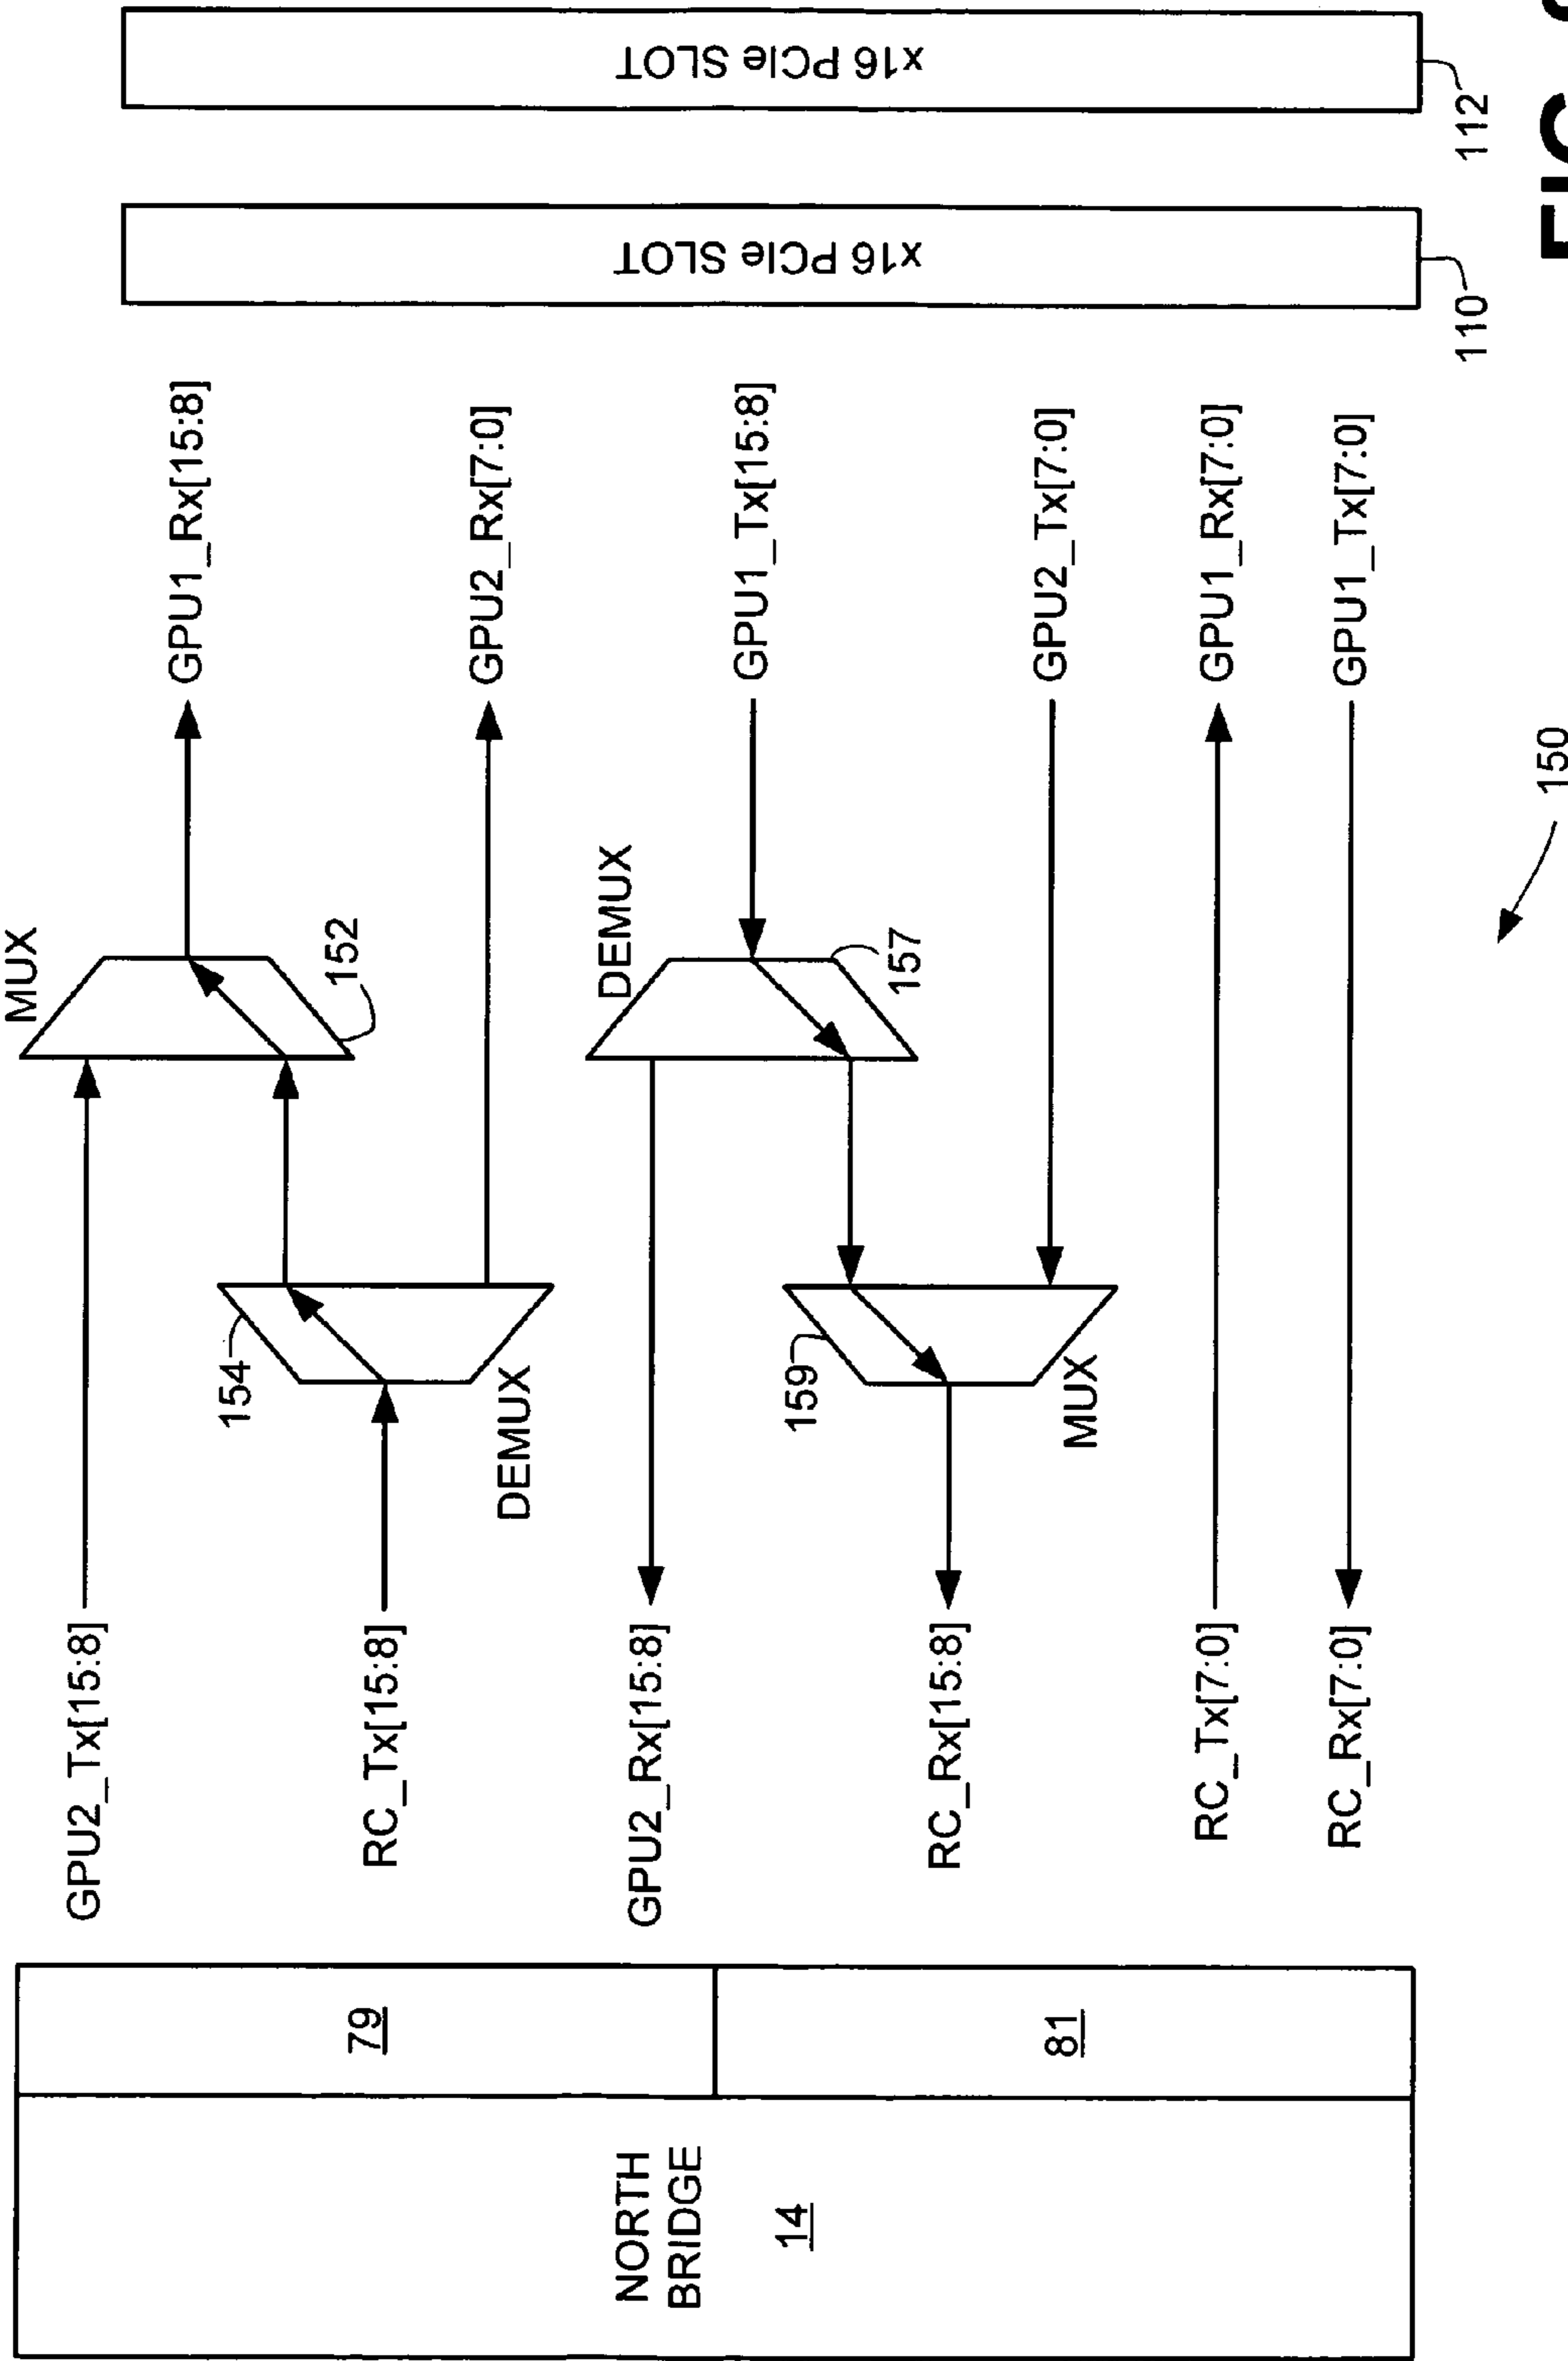 NORTH
BRIDGE
14
79
81
GPU2_Tx[15:8]
RC_Tx[15:8]
GPU2_Rx[15:8]
RC_Rx[15:8]
RC_Tx[7:0]
RC_Rx[7:0]
154
DEMUX
159
MUX
MUX
152
DEMUX
157
GPU1_Rx[15:8]
GPU2_Rx[7:0]
GPU1_Tx[15:8]
GPU2_Tx[7:0]
GPU1_Rx[7:0]
GPU1_Tx[7:0]
150
x16 PCIe SLOT
110
x16 PCIe SLOT
112
FIG